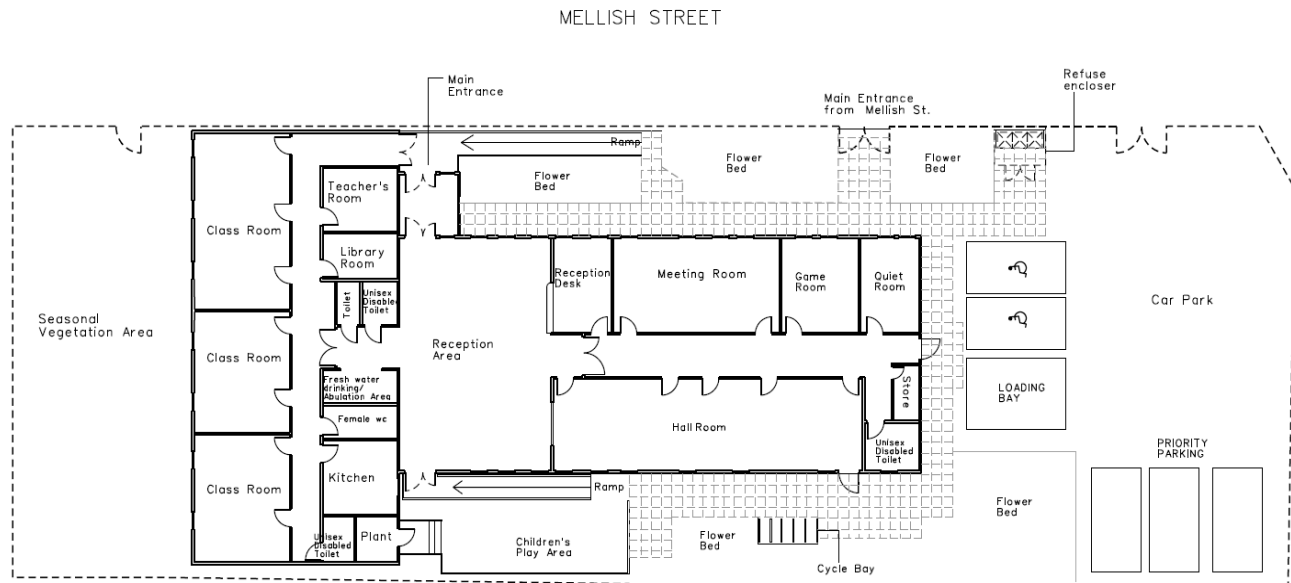 MELLISH STREET
Main
Entrance
Main Entrance
from Mellish St.
Refuse
encloser
Ramp
Flower
Bed
Flower
Bed
Flower
Bed
Teacher's
Room
Class Room
Library
Room
Toilet
Unisex
Disabled
Toilet
Reception
Desk
Meeting Room
Game
Room
Quiet
Room
Car Park
Seasonal
Vegetation Area
Class Room
Reception
Area
Fresh water
drinking/
Abulation Area
Female wc
Store
LOADING
BAY
Hall Room
Unisex
Disabled
Toilet
PRIORITY
PARKING
Class Room
Kitchen
Ramp
Flower
Bed
Unisex
Disabled
Toilet
Plant
Children's
Play Area
Flower
Bed
Cycle Bay